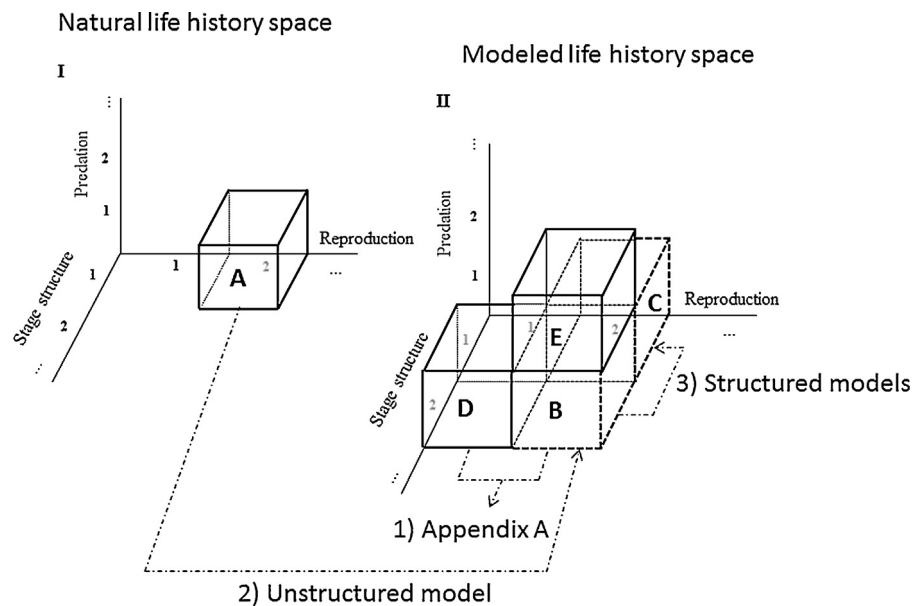 Natural life history space
I
⋮
2
1
Predation
Reproduction
1
2
...
A
1
2
Stage structure
...
Modeled life history space
II
⋮
2
1
Predation
Reproduction
1
2
...
C
E
1
2
Stage structure
...
D
B
3) Structured models
1) Appendix A
2) Unstructured model